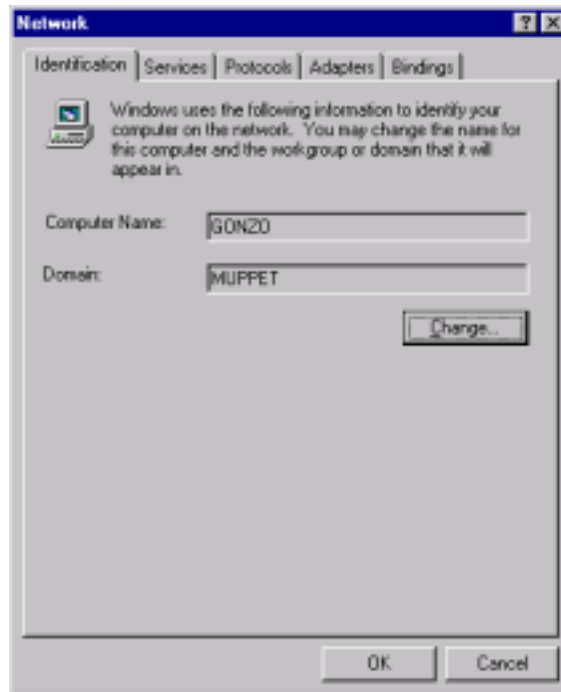 Network
Identification Services Protocols Adapters Bindings
Windows uses the following information to identify your
computer on the network. You may change the name for
this computer and the workgroup or domain that it will
appear in.
Computer Name: GONZO
Domain: MUPPET
Change...
OK Cancel